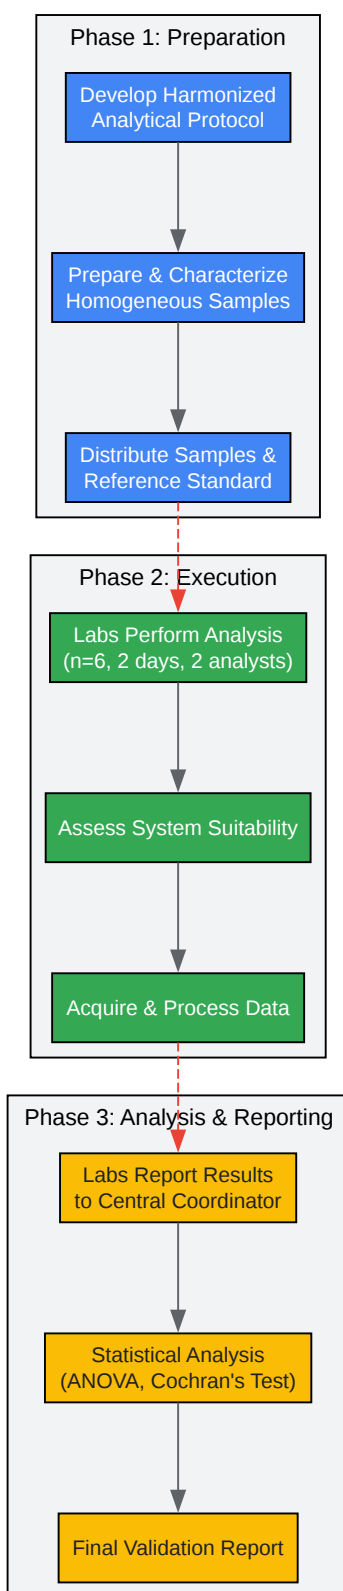 Phase 1: Preparation
Develop Harmonized
Analytical Protocol
Prepare & Characterize
Homogeneous Samples
Distribute Samples &
Reference Standard
Phase 2: Execution
Labs Perform Analysis
(n=6, 2 days, 2 analysts)
Assess System Suitability
Acquire & Process Data
Phase 3: Analysis & Reporting
Labs Report Results
to Central Coordinator
Statistical Analysis
(ANOVA, Cochran's Test)
Final Validation Report